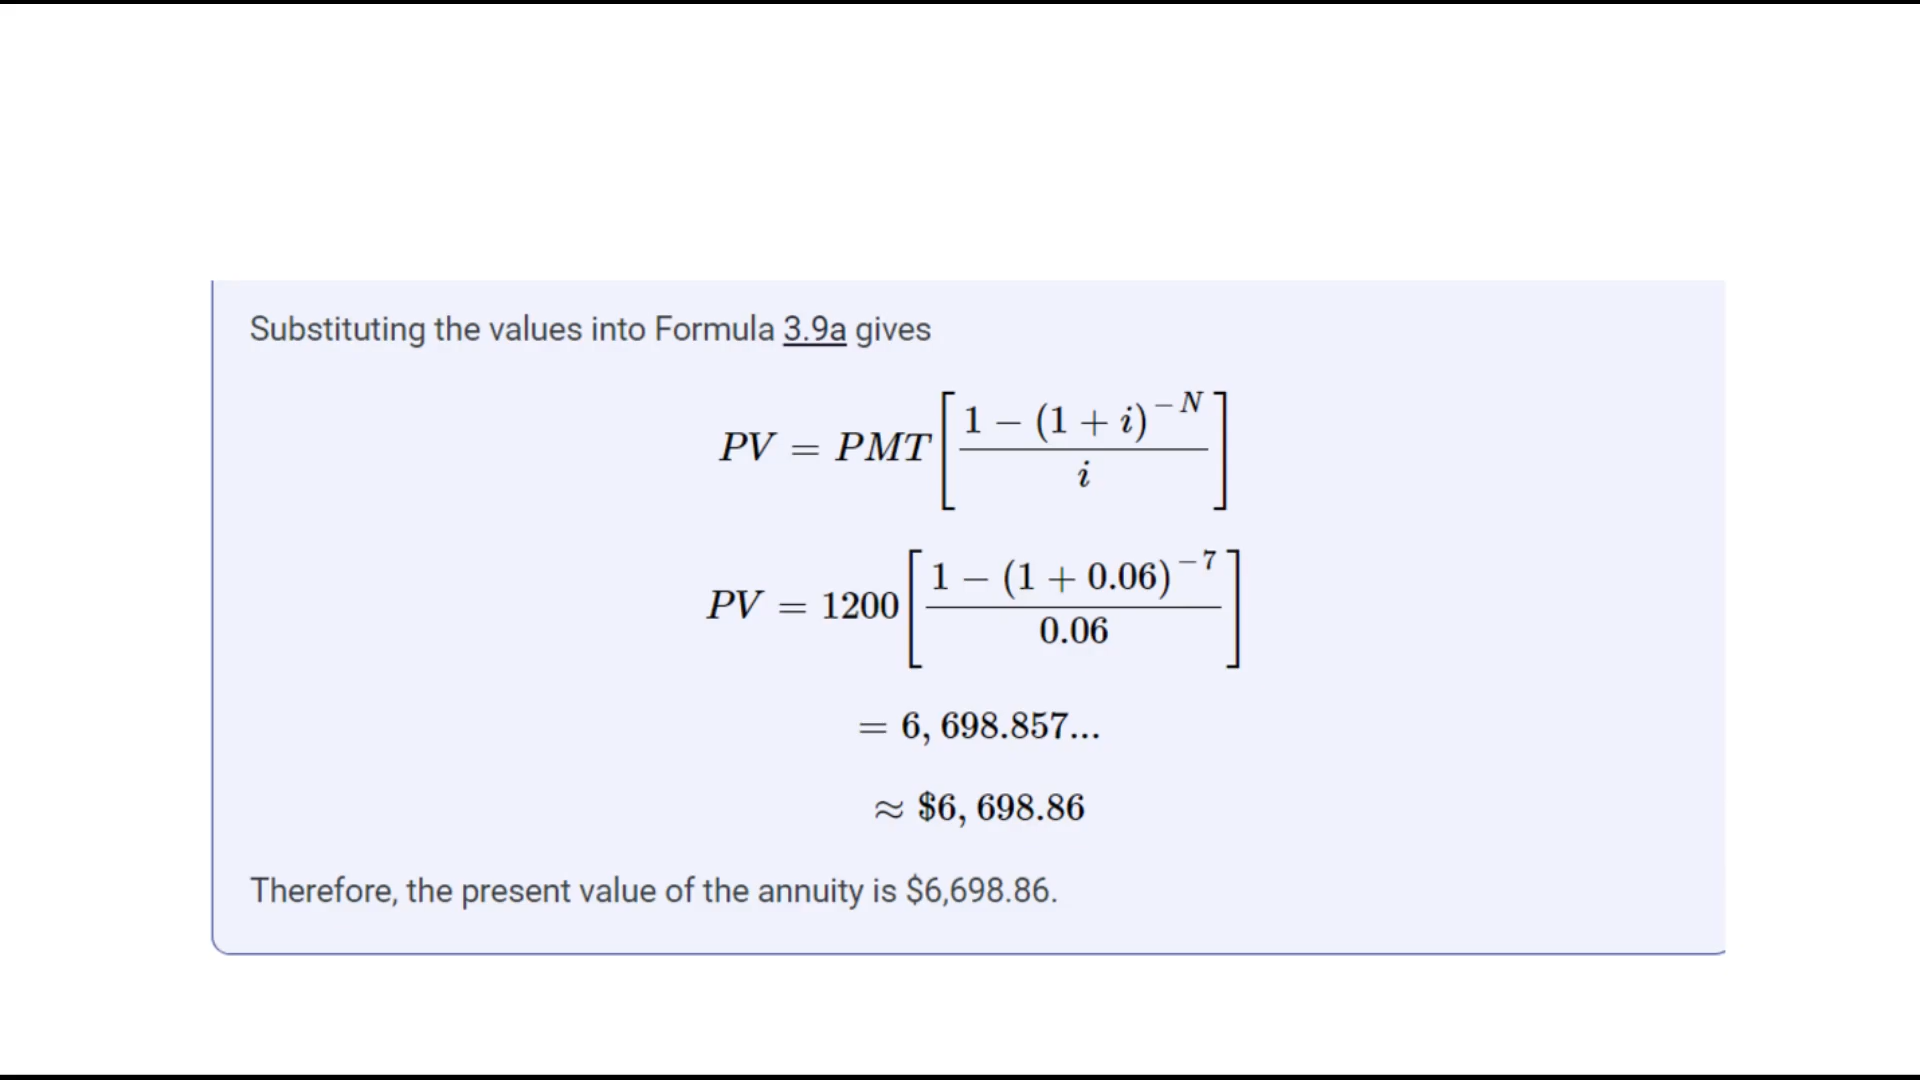 Substituting the values into Formula 3.9a gives
PV = PMT[\frac{1 − (1 + i)^{−N}}{i}]
PV = 1200[\frac{1 − (1 + 0.06)^{−7}}{0.06}]
= 6, 698.857...
≈ $6, 698.86
Therefore, the present value of the annuity is $6,698.86.